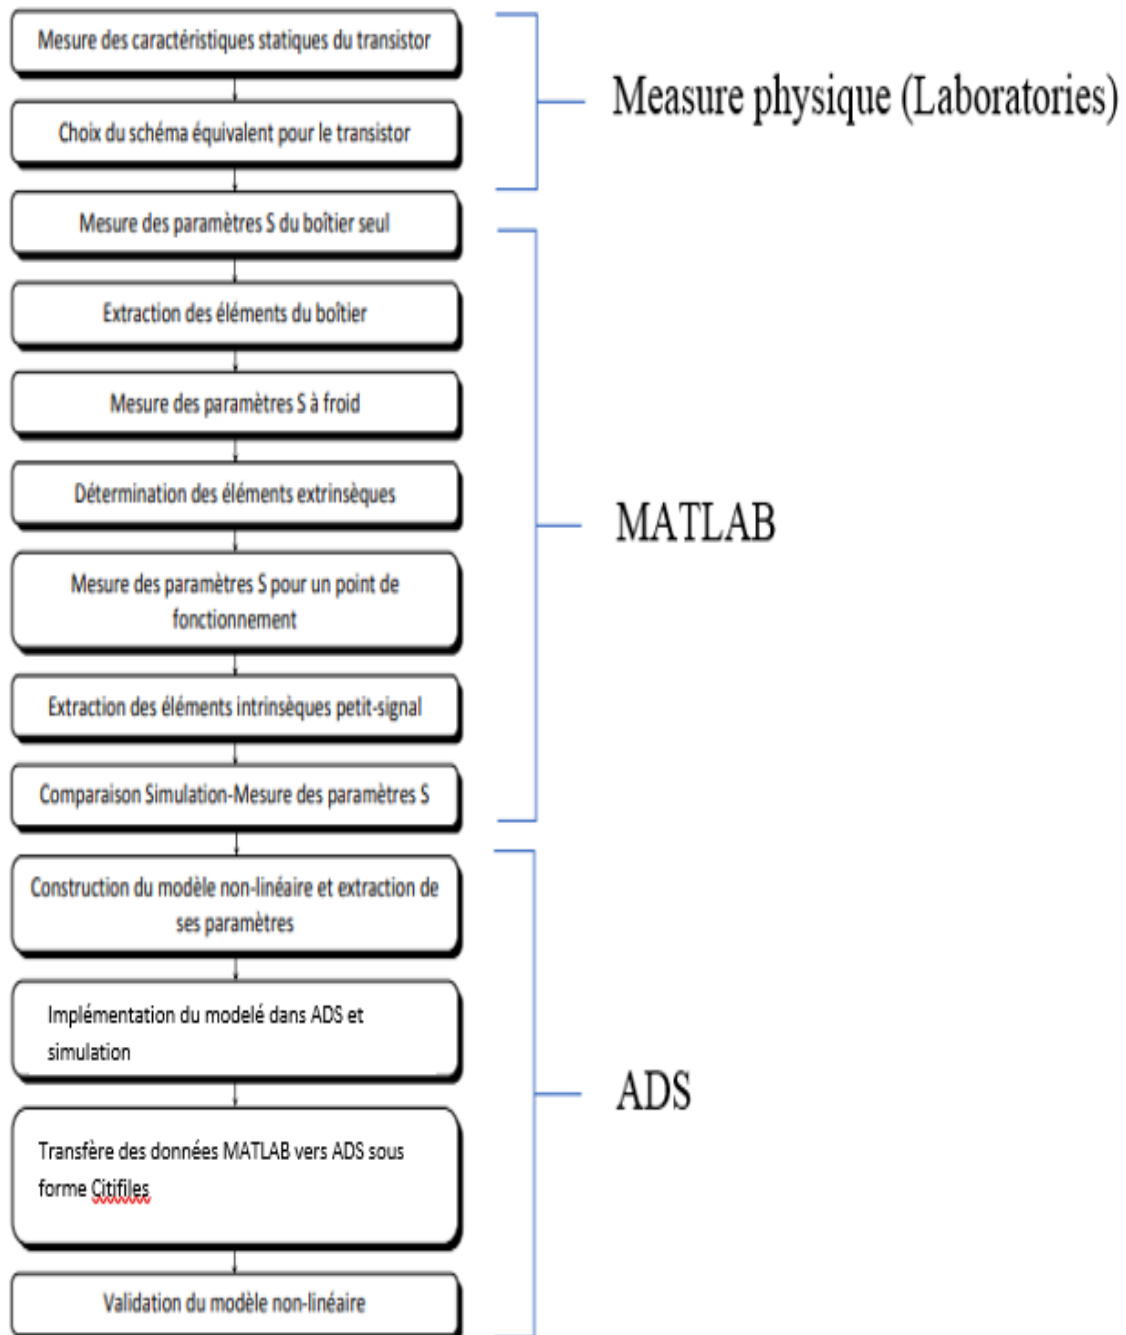 Mesure des caractéristiques statiques du transistor
Choix du schéma équivalent pour le transistor
Measure physique (Laboratories)
Mesure des paramètres S du boîtier seul
Extraction des éléments du boîtier
Mesure des paramètres S à froid
Détermination des éléments extrinsèques
Mesure des paramètres S pour un point de
fonctionnement
Extraction des éléments intrinsèques petit-signal
Comparaison Simulation-Mesure des paramètres S
MATLAB
Construction du modèle non-linéaire et extraction de
ses paramètres
Implémentation du modelé dans ADS et
simulation
Transfère des données MATLAB vers ADS sous
forme Citifiles
Validation du modèle non-linéaire
ADS